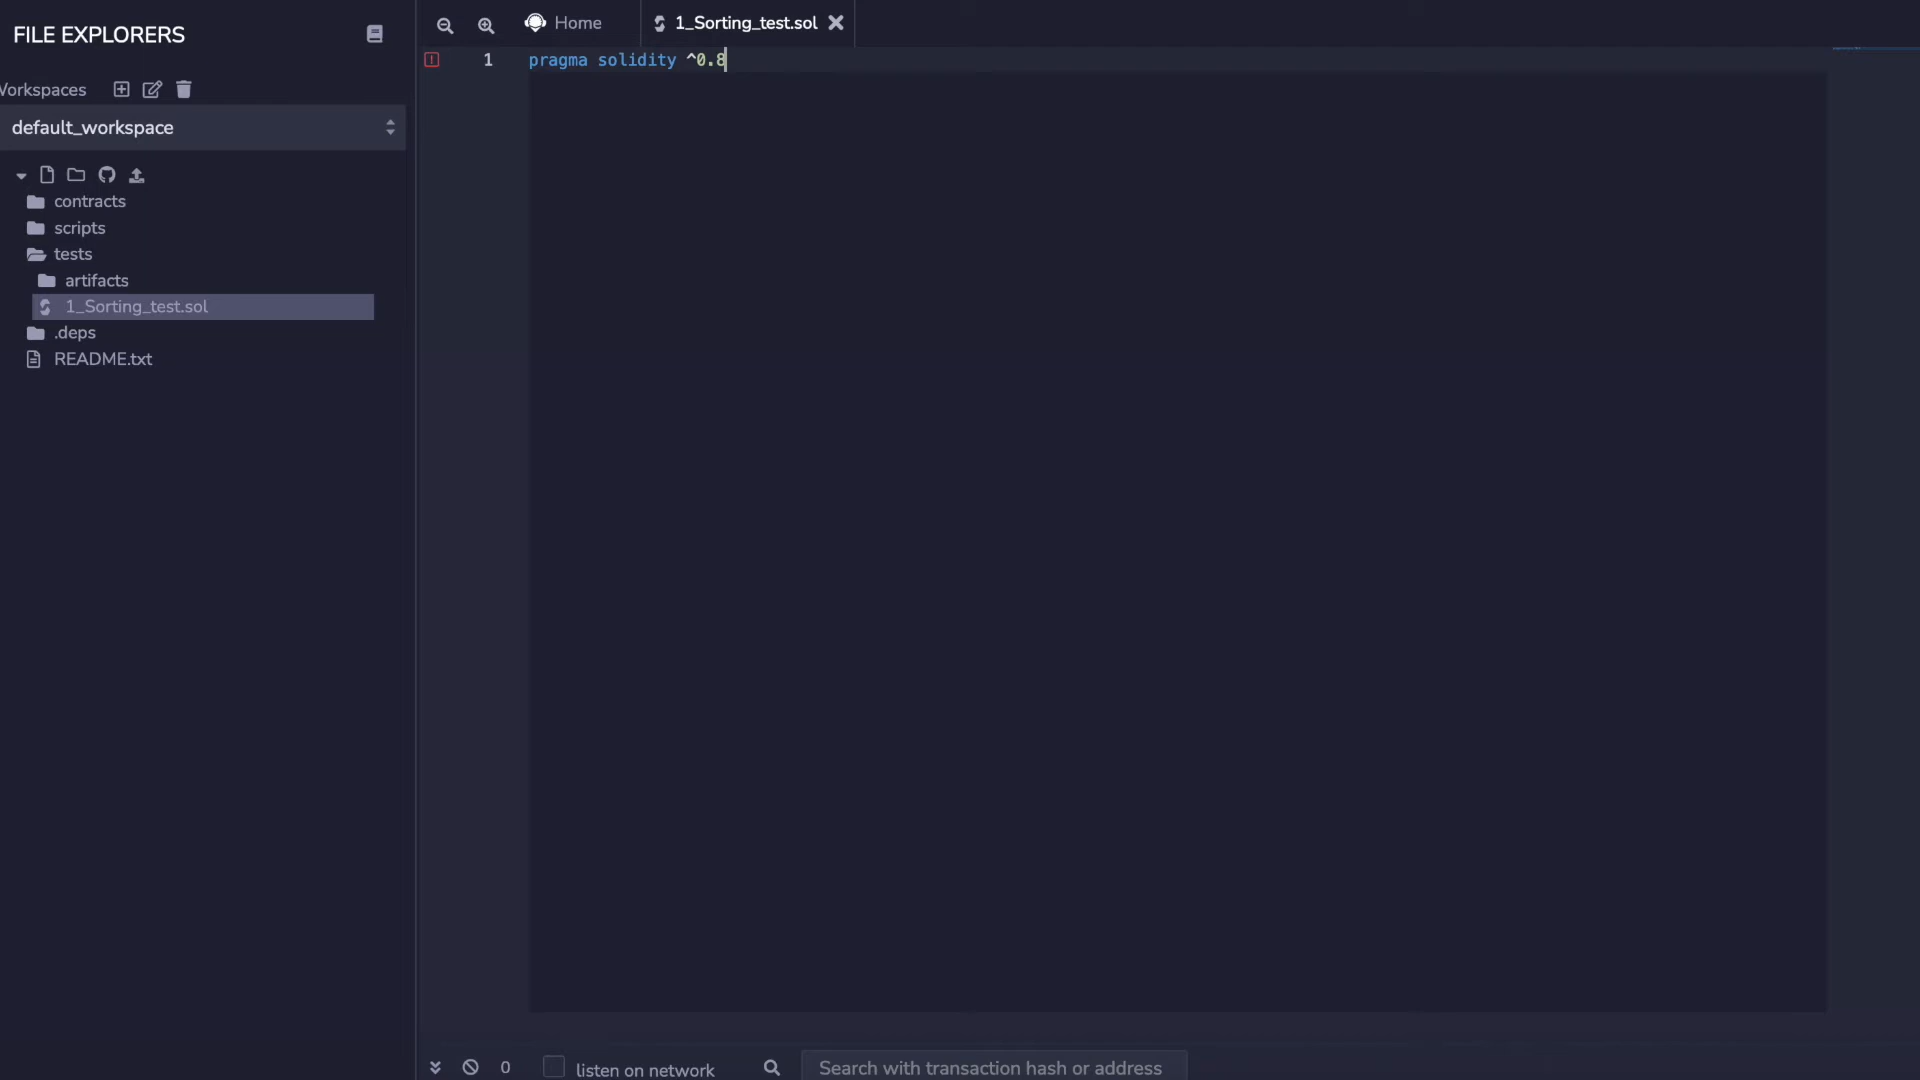 FILE EXPLORERS
Workspaces
default_workspace
contracts
scripts
tests
artifacts
1_Sorting_test.sol
.deps
README.txt
Home
1_Sorting_test.sol
1
pragma solidity ^0.8
0
listen on network
Search with transaction hash or address